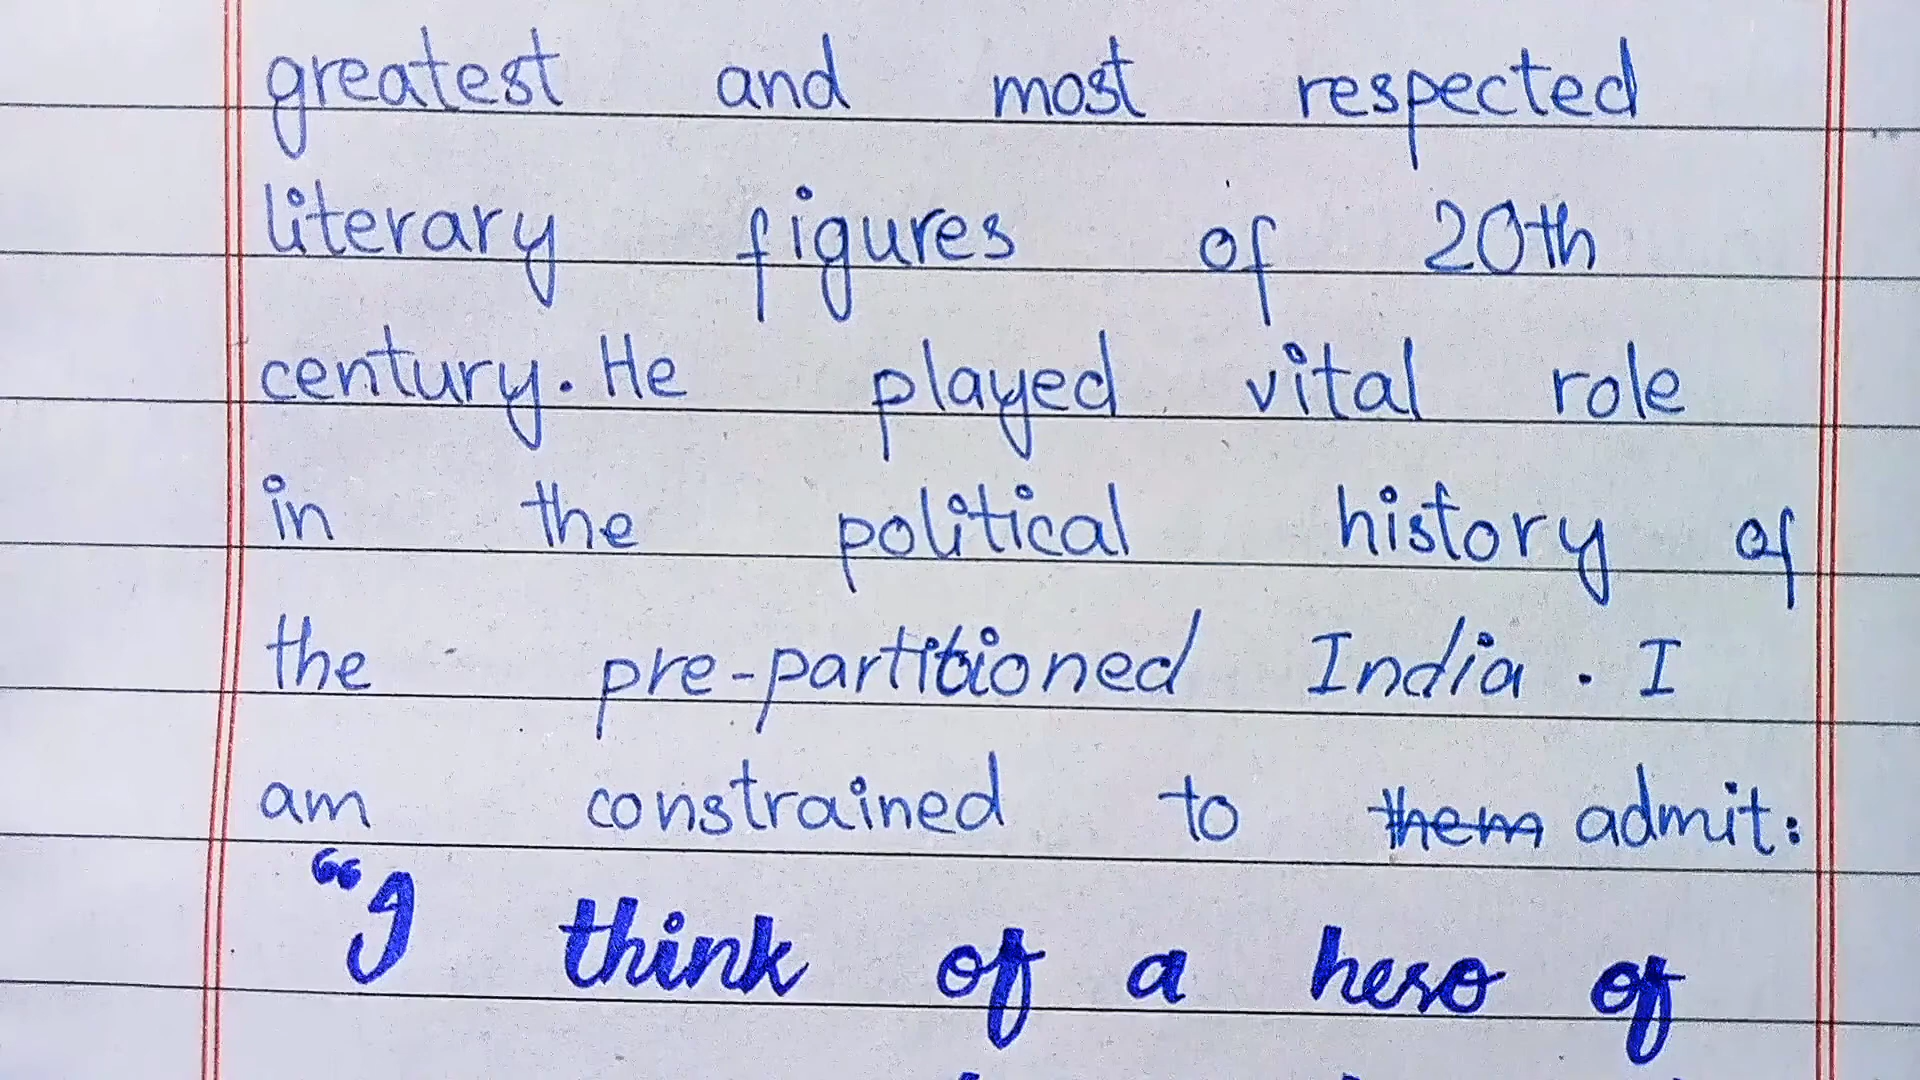 greatest and most respected
literary figures of 20th
century. He played vital role
in the political history of
the pre-partitioned India. I
am constrained to ~~them~~ admit:
“I think of a hero of